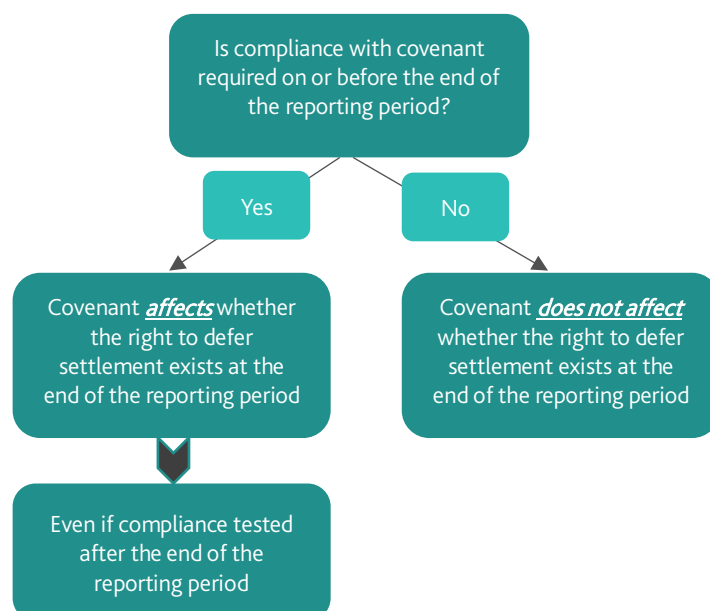 Is compliance with covenant
required on or before the end of
the reporting period?
Yes
No
Covenant affects whether
the right to defer
settlement exists at the
end of the reporting period
Covenant does not affect
whether the right to defer
settlement exists at the
end of the reporting period
Even if compliance tested
after the end of the
reporting period